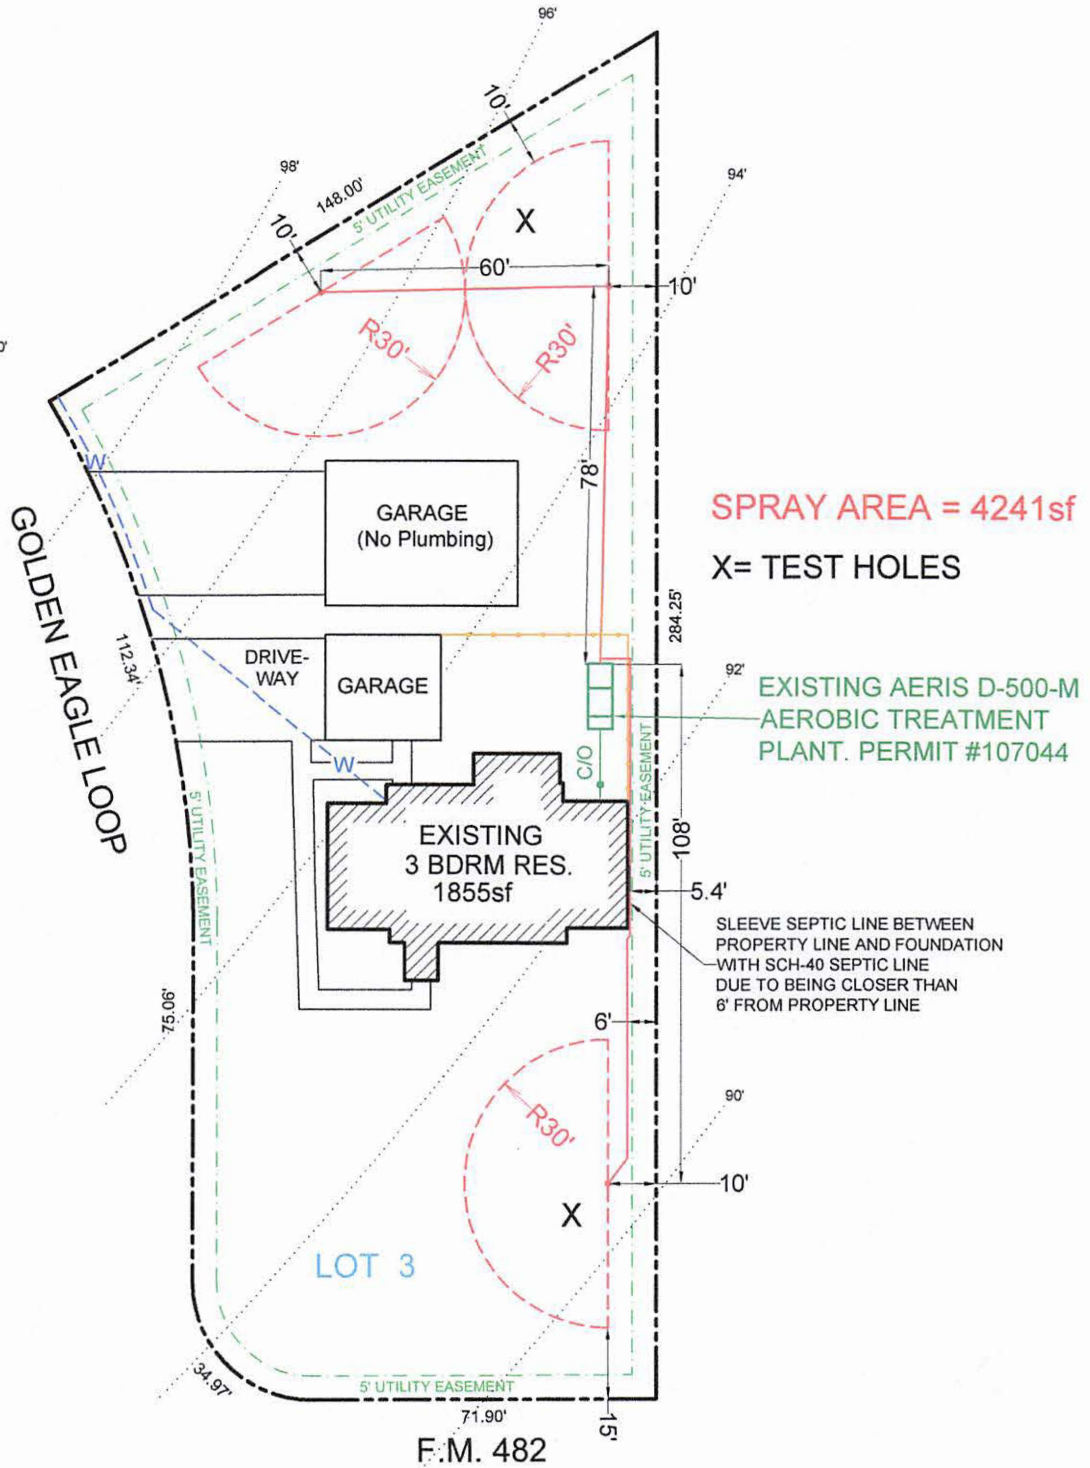 96'
10'
98'
148.00'
5' UTILITY EASEMENT
94'
10'
X
60'
10'
R30'
R30'
78'
W
GARAGE
(No Plumbing)
SPRAY AREA = 4241sf
X= TEST HOLES
GOLDEN EAGLE LOOP
112.34'
284.25'
DRIVE-
WAY
GARAGE
92'
EXISTING AERIS D-500-M
AEROBIC TREATMENT
PLANT. PERMIT #107044
C/O
W
5' UTILITY EASEMENT
5' UTILITY EASEMENT
108'
EXISTING
3 BDRM RES.
1855sf
5.4'
SLEEVE SEPTIC LINE BETWEEN
PROPERTY LINE AND FOUNDATION
WITH SCH-40 SEPTIC LINE
DUE TO BEING CLOSER THAN
6' FROM PROPERTY LINE
75.06'
6'
90'
R30'
10'
X
LOT 3
34.97'
5' UTILITY EASEMENT
71.90'
15'
F.M. 482